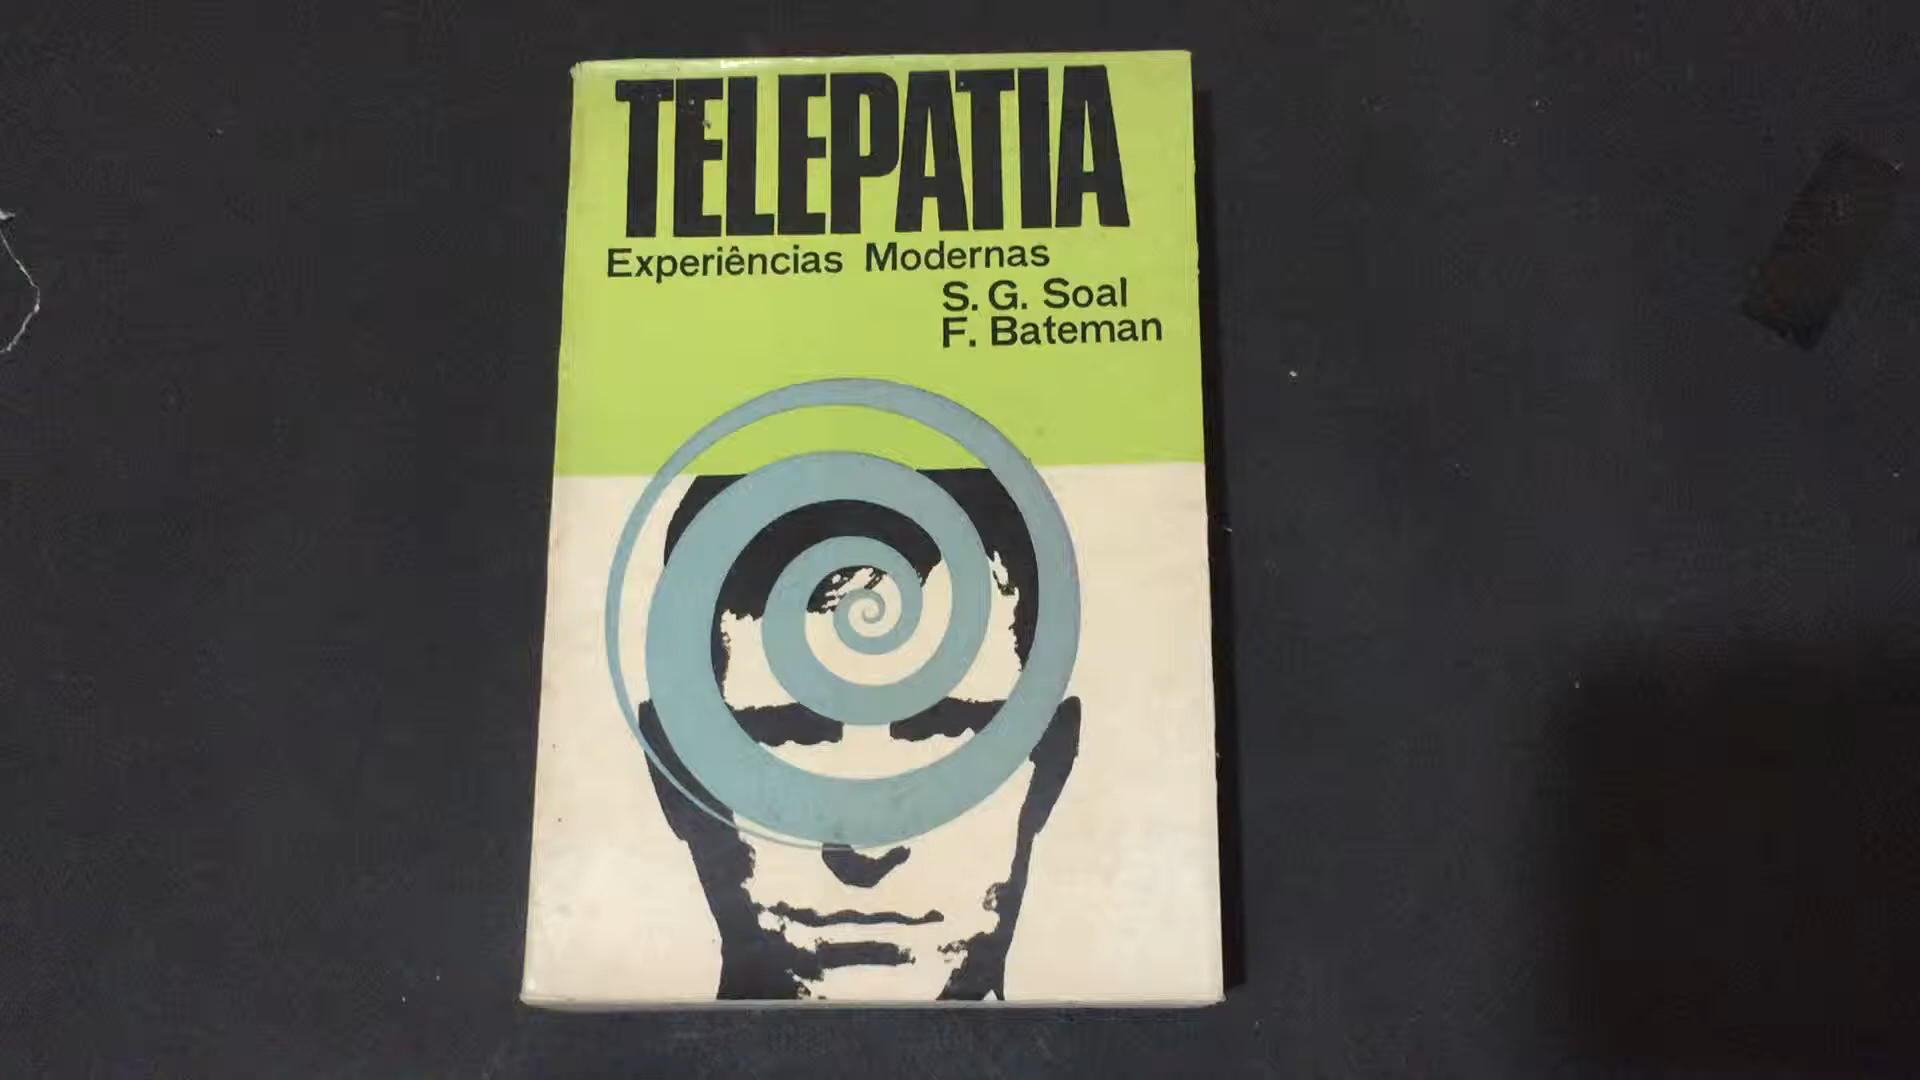 TELEPATIA
Experiências Modernas
S. G. Soal
F. Bateman